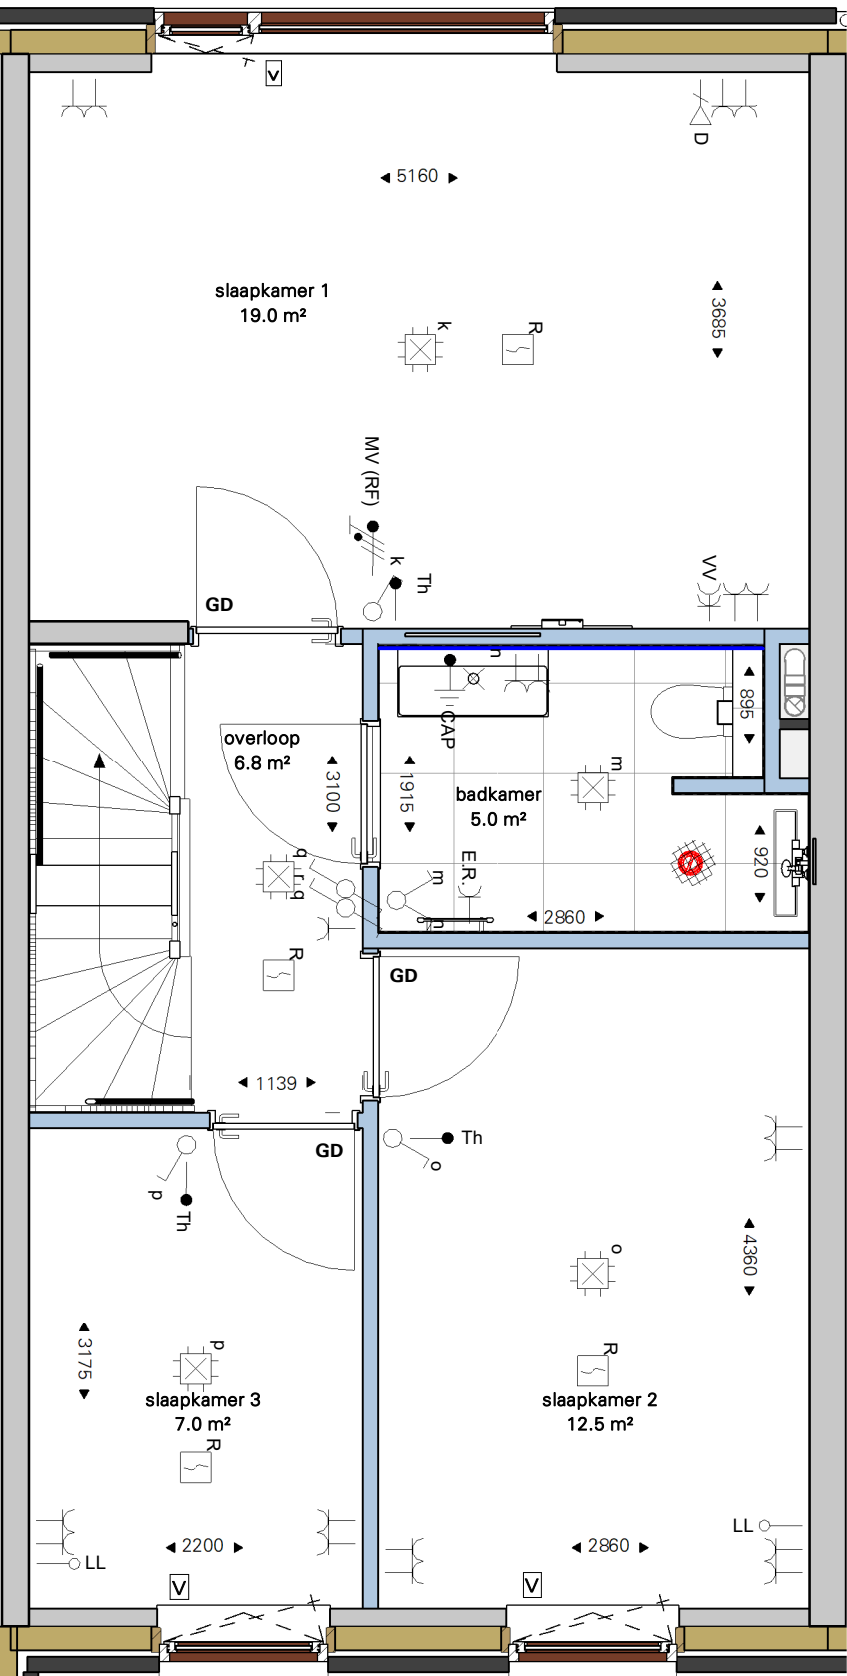 V
D
5160
slaapkamer 1
19.0 m²
3685
k
R
MV (RF)
k
Th
VV
GD
n
CAP
895
overloop
6.8 m²
3100
1915
badkamer
5.0 m²
m
920
q
r
q
m
E.R.
n
2860
R
GD
1139
GD
Th
o
p
Th
4360
o
R
3175
p
slaapkamer 3
7.0 m²
R
slaapkamer 2
12.5 m²
LL
2200
2860
LL
V
V